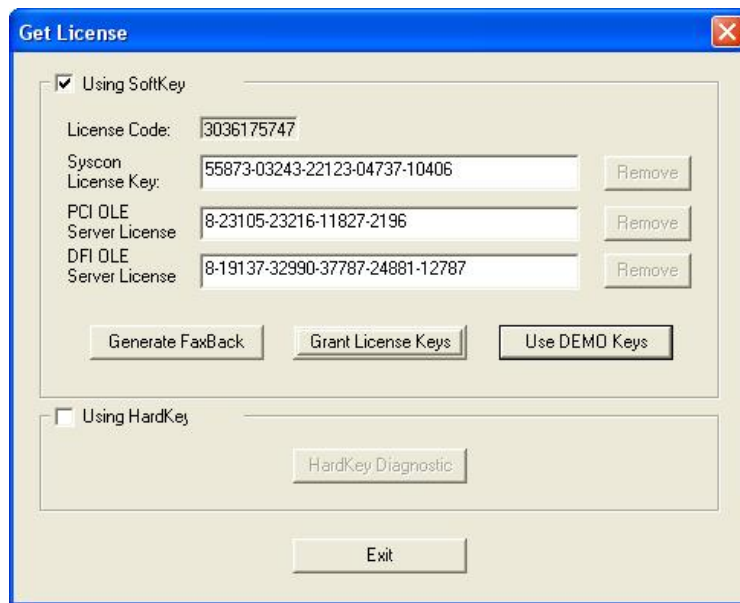 Get License
Using SoftKey
License Code: 3036175747
Syscon
License Key: 55873-03243-22123-04737-10406 Remove
PCI OLE
Server License 8-23105-23216-11827-2196 Remove
DFI OLE
Server License 8-19137-32990-37787-24881-12787 Remove
Generate FaxBack Grant License Keys Use DEMO Keys
Using HardKey
HardKey Diagnostic
Exit